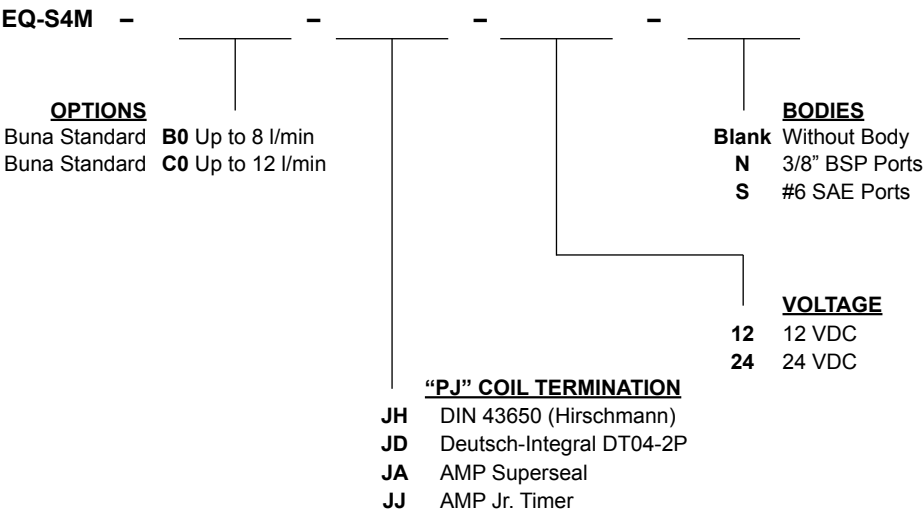 EQ-S4M – – – –
OPTIONS
Buna Standard B0 Up to 8 l/min
Buna Standard C0 Up to 12 l/min
BODIES
Blank Without Body
N 3/8” BSP Ports
S #6 SAE Ports
VOLTAGE
12 12 VDC
24 24 VDC
“PJ” COIL TERMINATION
JH DIN 43650 (Hirschmann)
JD Deutsch-Integral DT04-2P
JA AMP Superseal
JJ AMP Jr. Timer